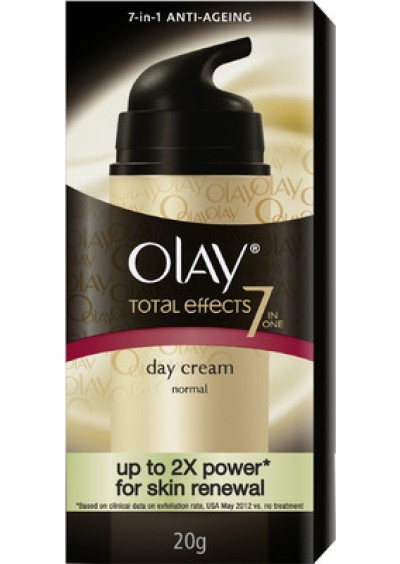 7-in-1 ANTI-AGEING
OLAY®
TOTAL effects 7 IN ONE
day cream
normal
up to 2X power*
for skin renewal
*Based on clinical data on exfoliation rate, USA May 2012 vs. no treatment
20g